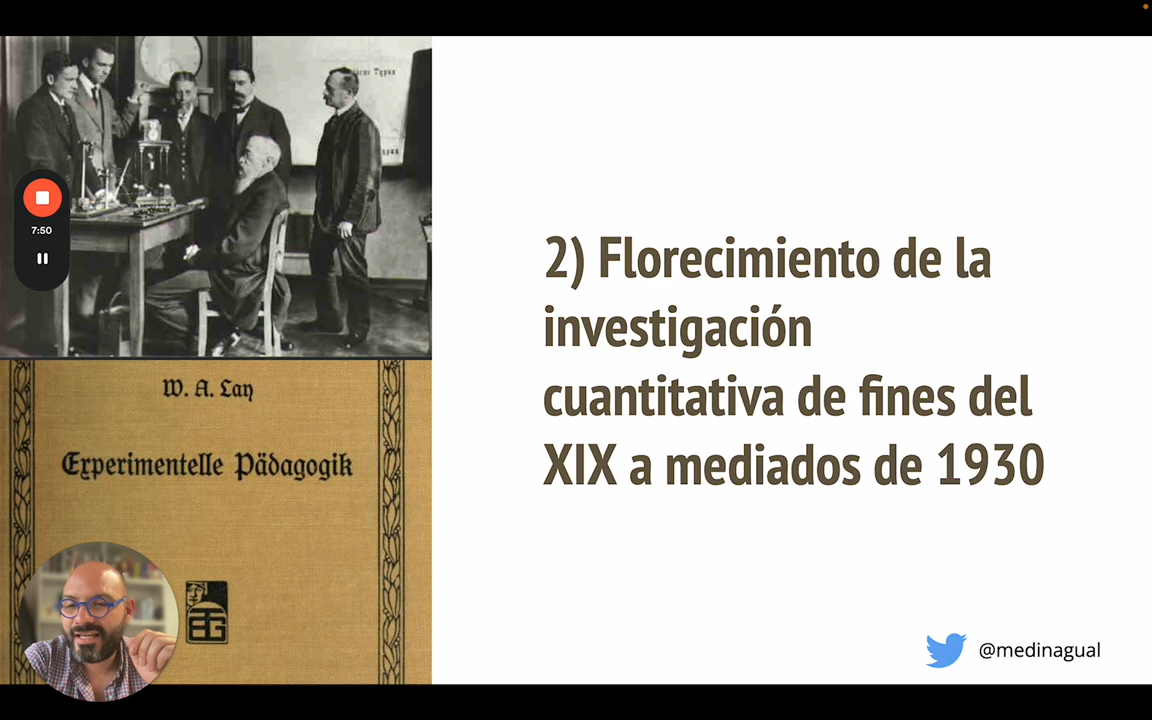 7:50
W. A. Lay
Experimentelle Pädagogik
2) Florecimiento de la
investigación
cuantitativa de fines del
XIX a mediados de 1930
@medinagual